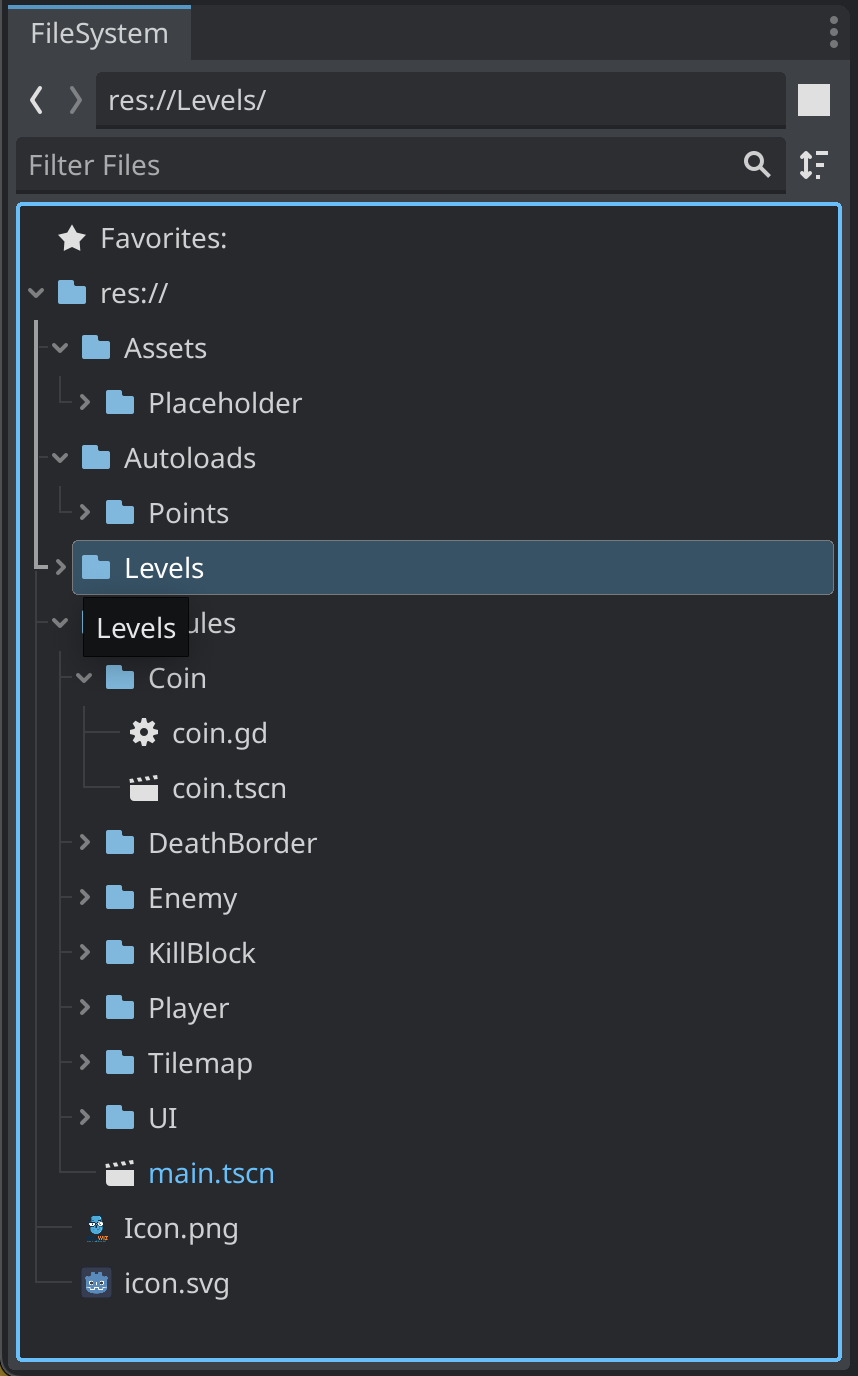 FileSystem
res://Levels/
Filter Files
Favorites:
res://
Assets
Placeholder
Autoloads
Points
Levels
Levels
ules
Coin
coin.gd
coin.tscn
DeathBorder
Enemy
KillBlock
Player
Tilemap
UI
main.tscn
Icon.png
icon.svg